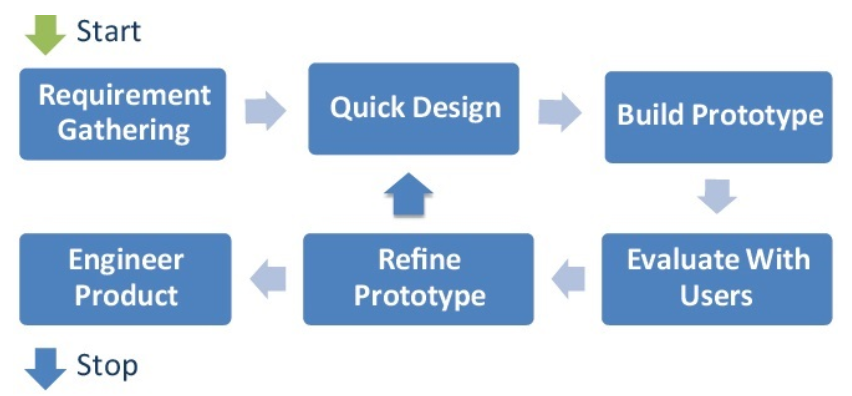 Start
Requirement
Gathering
Quick Design
Build Prototype
Engineer
Product
Refine
Prototype
Evaluate With
Users
Stop